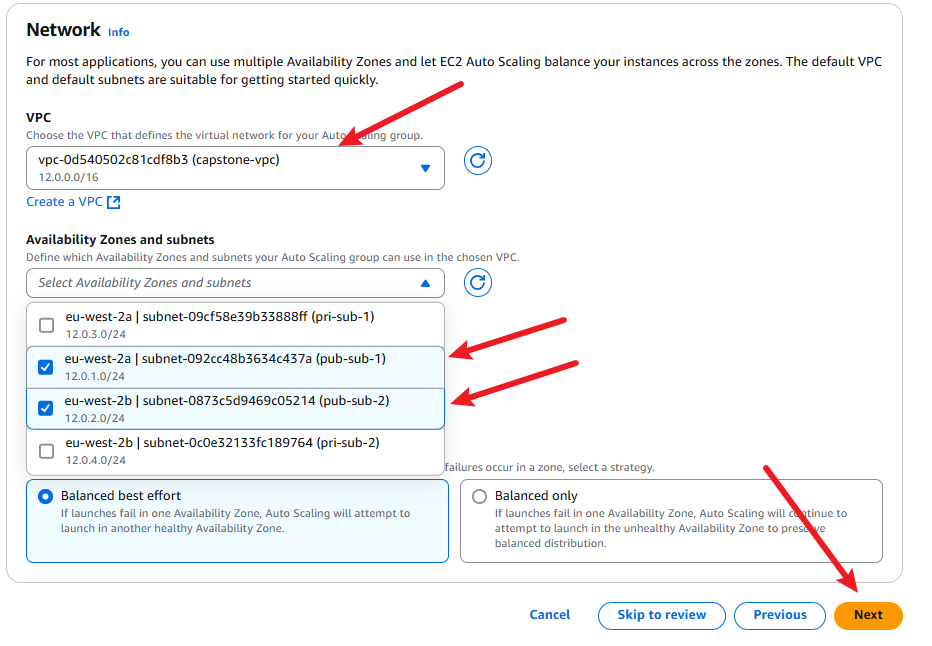 Network Info
For most applications, you can use multiple Availability Zones and let EC2 Auto Scaling balance your instances across the zones. The default VPC
and default subnets are suitable for getting started quickly.
VPC
Choose the VPC that defines the virtual network for your Auto Scaling group.
vpc-0d540502c81cdf8b3 (capstone-vpc)
12.0.0.0/16
Create a VPC
Availability Zones and subnets
Define which Availability Zones and subnets your Auto Scaling group can use in the chosen VPC.
Select Availability Zones and subnets
eu-west-2a | subnet-09cf58e39b33888ff (pri-sub-1)
12.0.3.0/24
eu-west-2a | subnet-092cc48b3634c437a (pub-sub-1)
12.0.1.0/24
eu-west-2b | subnet-0873c5d9469c05214 (pub-sub-2)
12.0.2.0/24
eu-west-2b | subnet-0c0e32133fc189764 (pri-sub-2)
12.0.4.0/24
failures occur in a zone, select a strategy.
Balanced best effort
If launches fail in one Availability Zone, Auto Scaling will attempt to
launch in another healthy Availability Zone.
Balanced only
If launches fail in one Availability Zone, Auto Scaling will continue to
attempt to launch in the unhealthy Availability Zone to preserve
balanced distribution.
Cancel
Skip to review
Previous
Next